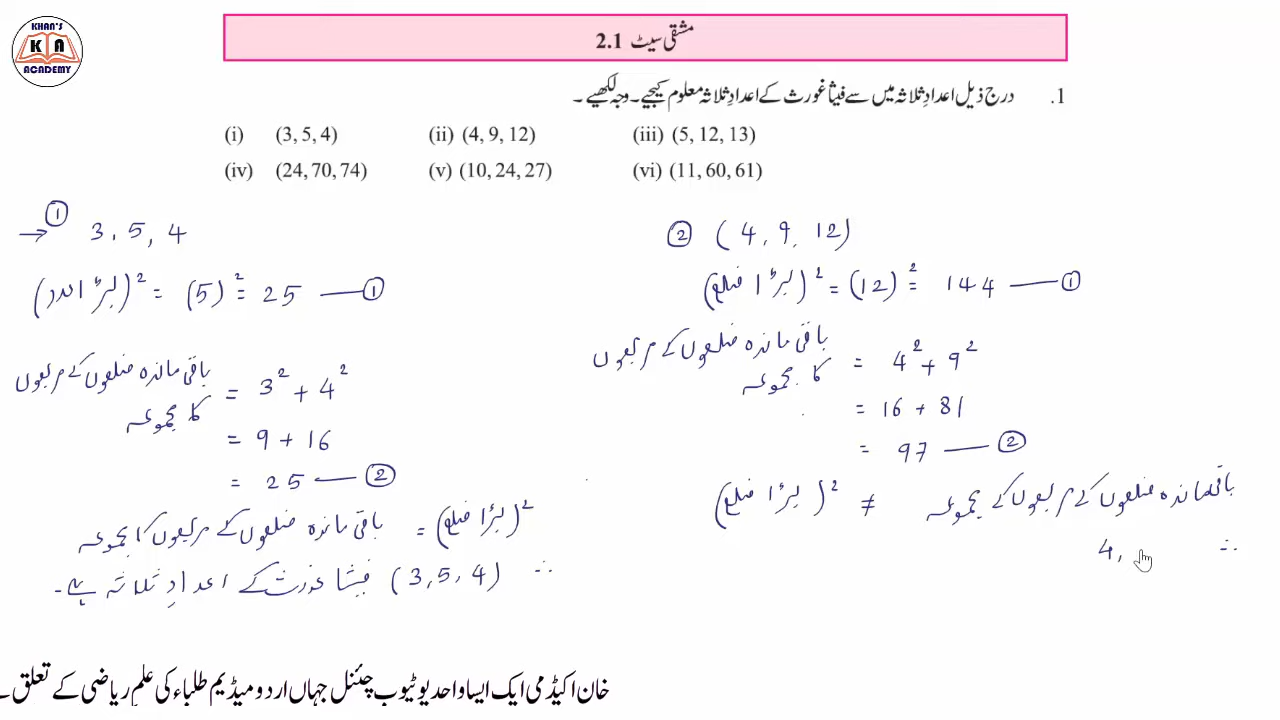 KHAN'S
K A
ACADEMY
مشقی سیٹ 2.1
1. درج ذیل اعدادِ ثلاثہ میں سے فیثا غورث کے اعدادِ ثلاثہ معلوم کیجیے۔ وجہ لکھیے ۔
(i) (3, 5, 4) (ii) (4, 9, 12) (iii) (5, 12, 13)
(iv) (24, 70, 74) (v) (10, 24, 27) (vi) (11, 60, 61)
→ ① 3, 5, 4
(بڑا عدد)² = (5)² = 25 — ①
باقی ماندہ ضلعوں کے مربعوں کا مجموعہ = 3² + 4²
= 9 + 16
= 25 — ②
(بڑا ضلع)² = باقی ماندہ ضلعوں کے مربعوں کا مجموعہ
∴ (3, 5, 4) فیثا غورث کے اعدادِ ثلاثہ ہے۔
② (4, 9, 12)
(بڑا ضلع)² = (12)² = 144 — ①
باقی ماندہ ضلعوں کے مربعوں کا مجموعہ = 4² + 9²
= 16 + 81
= 97 — ②
(بڑا ضلع)² ≠ باقی ماندہ ضلعوں کے مربعوں کے مجموعہ
∴ 4,
خان اکیڈمی ایک ایسا واحد یوٹیوب چئنل جہاں اردو میڈیم طلباء کی علمِ ریاضی کے تعلق